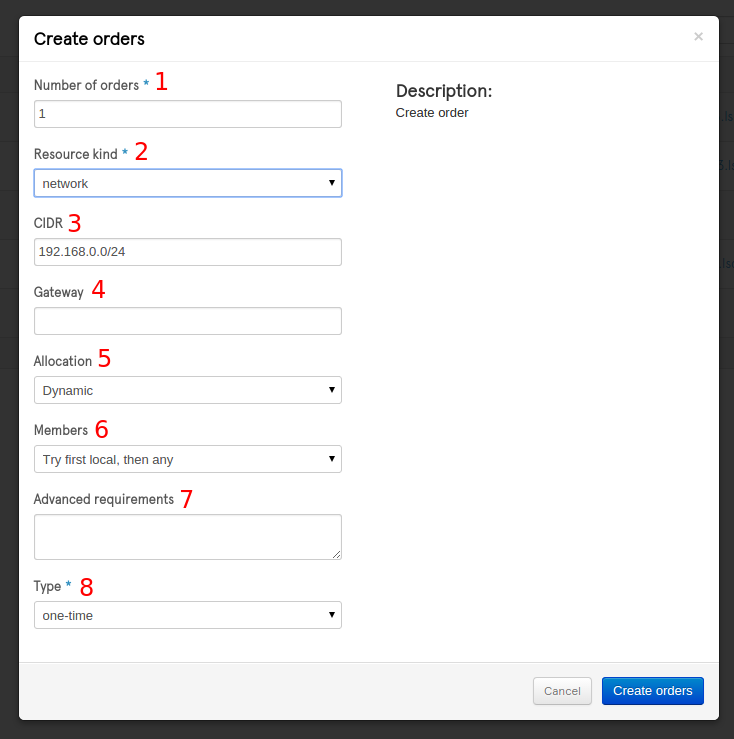 Create orders ×
Number of orders * 1
1
Resource kind * 2
network
CIDR 3
192.168.0.0/24
Gateway 4
Allocation 5
Dynamic
Members 6
Try first local, then any
Advanced requirements 7
Type * 8
one-time
Description:
Create order
Cancel
Create orders